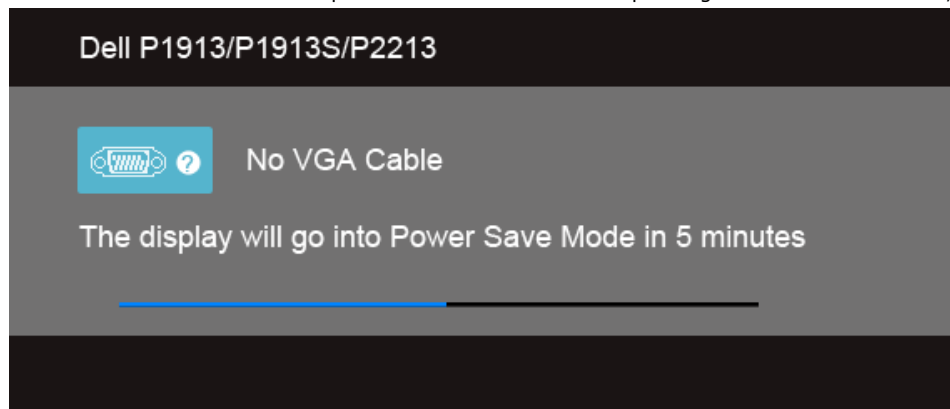 Dell P1913/P1913S/P2213
No VGA Cable
The display will go into Power Save Mode in 5 minutes